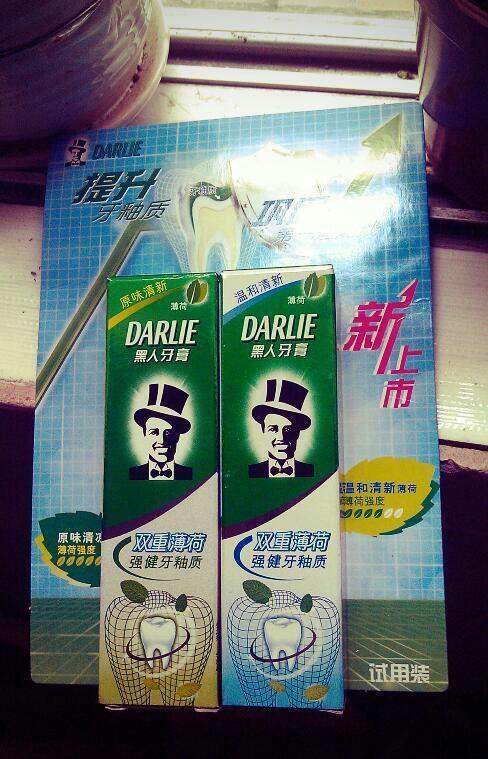 DARLIE
提升
牙釉质
新上市
原味清新
薄荷
DARLIE
黑人牙膏
双重薄荷
强健牙釉质
温和清新
薄荷
DARLIE
黑人牙膏
双重薄荷
强健牙釉质
原味清
薄荷强度
温和清新薄荷
薄荷强度
试用装